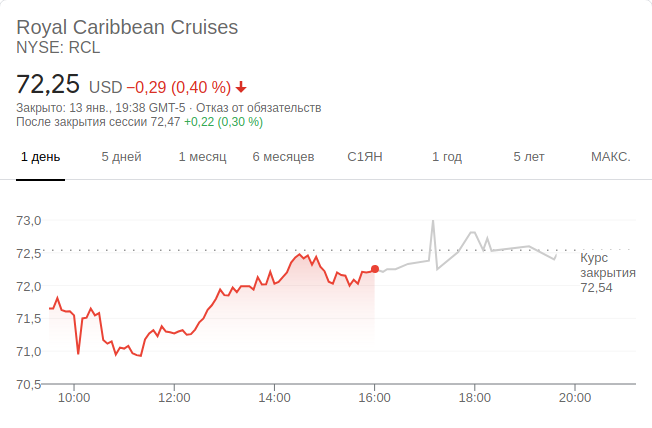 Royal Caribbean Cruises
NYSE: RCL
72,25 USD −0,29 (0,40 %)
Закрыто: 13 янв., 19:38 GMT-5 · Отказ от обязательств
После закрытия сессии 72,47 +0,22 (0,30 %)
1 день 5 дней 1 месяц 6 месяцев С1ЯН 1 год 5 лет МАКС.
73,0
72,5
72,0
71,5
71,0
70,5
Курс
закрытия
72,54
10:00 12:00 14:00 16:00 18:00 20:00